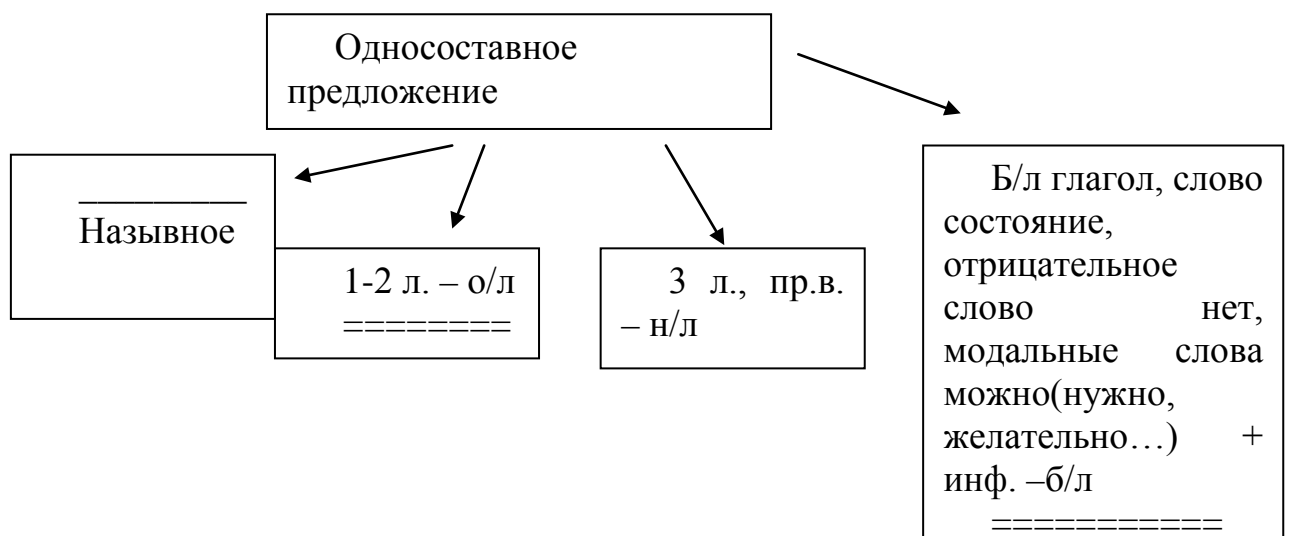 Односоставное
предложение
_________
Назывное
1-2 л. – о/л
========
3 л., пр.в.
– н/л
Б/л глагол, слово
состояние,
отрицательное
слово нет,
модальные слова
можно(нужно,
желательно…) +
инф. –б/л
===========